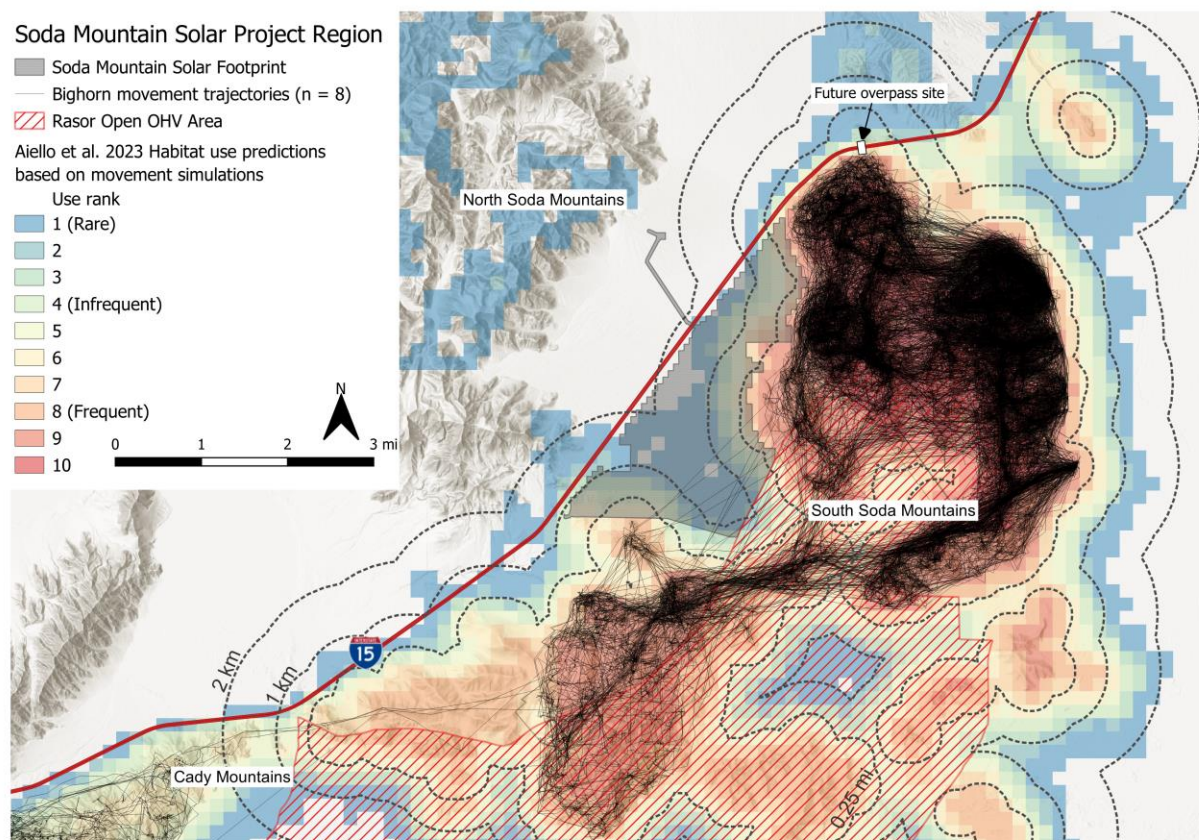 Soda Mountain Solar Project Region
Soda Mountain Solar Footprint
Bighorn movement trajectories (n = 8)
Rasor Open OHV Area
Aiello et al. 2023 Habitat use predictions
based on movement simulations
Use rank
1 (Rare)
2
3
4 (Infrequent)
5
6
7
8 (Frequent)
9
10
N
0 1 2 3 mi
Future overpass site
North Soda Mountains
South Soda Mountains
INTERSTATE
15
2 km
1 km
Cady Mountains
0.25 mi